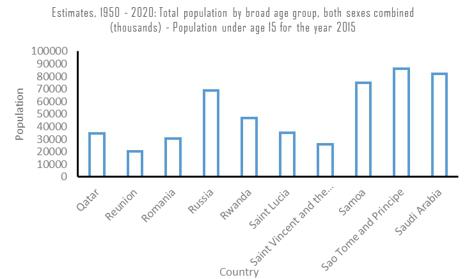 Estimates, 1950 - 2020: Total population by broad age group, both sexes combined
(thousands) - Population under age 15 for the year 2015
Population
100000
90000
80000
70000
60000
50000
40000
30000
20000
10000
0
Qatar
Reunion
Romania
Russia
Rwanda
Saint Lucia
Saint Vincent and the...
Samoa
Sao Tome and Principe
Saudi Arabia
Country